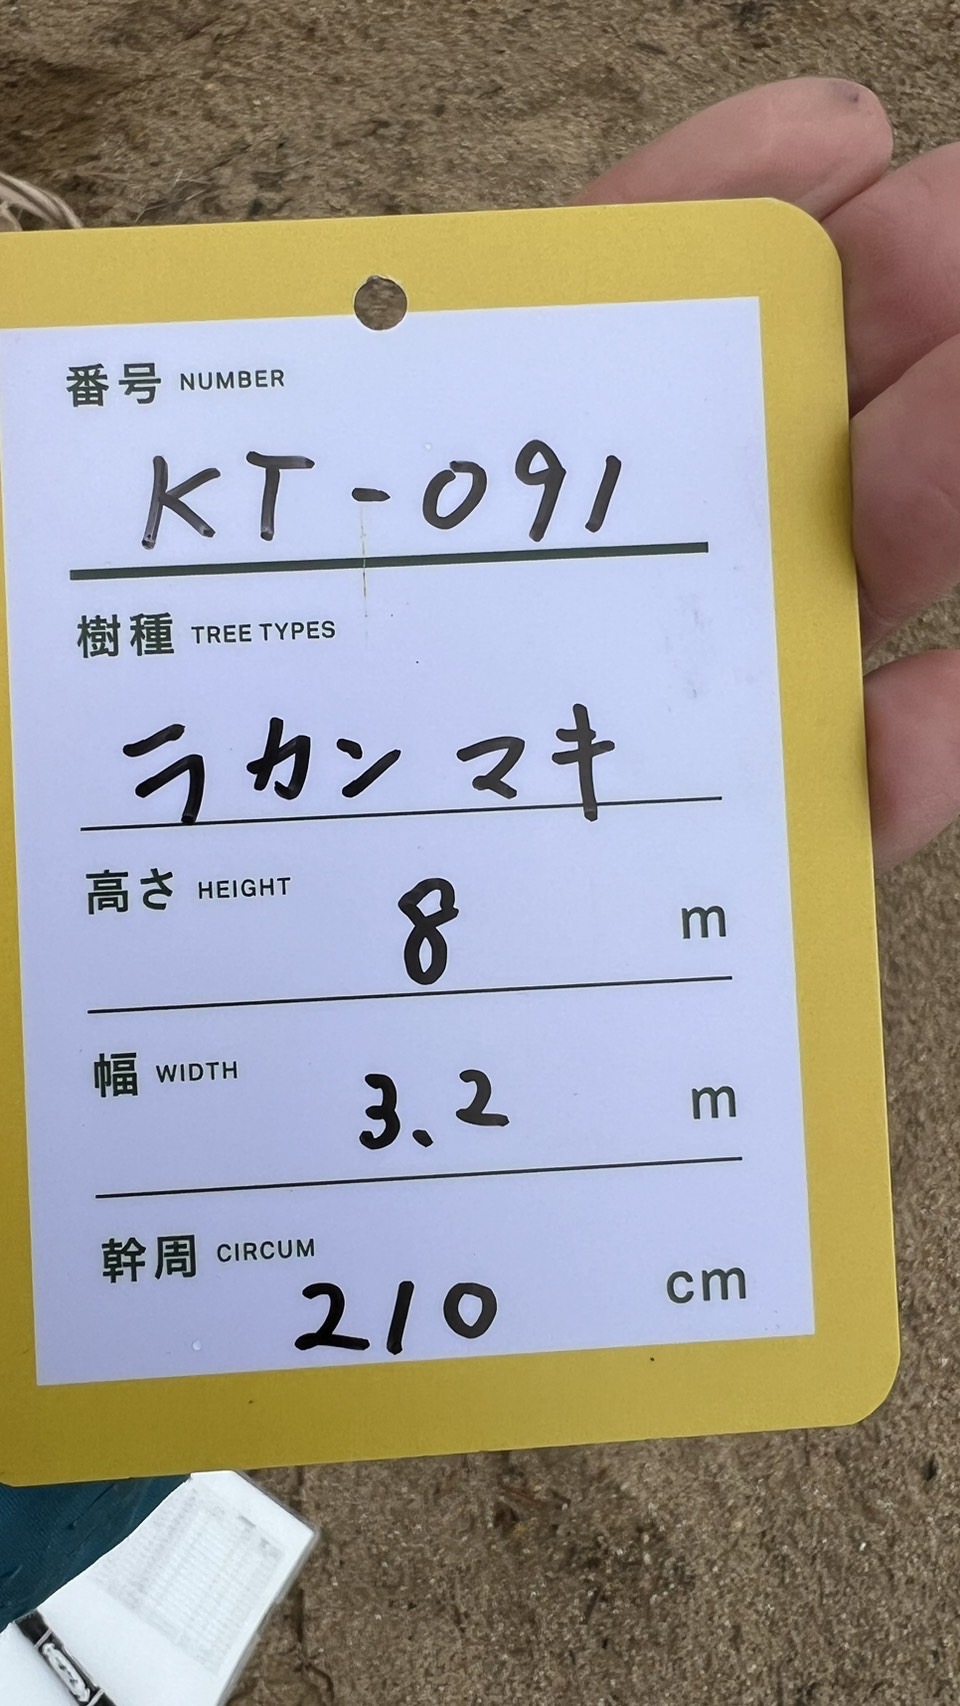 番号 NUMBER
KT-091
樹種 TREE TYPES
ラカンマキ
高さ HEIGHT
8 m
幅 WIDTH
3.2 m
幹周 CIRCUM
210 cm